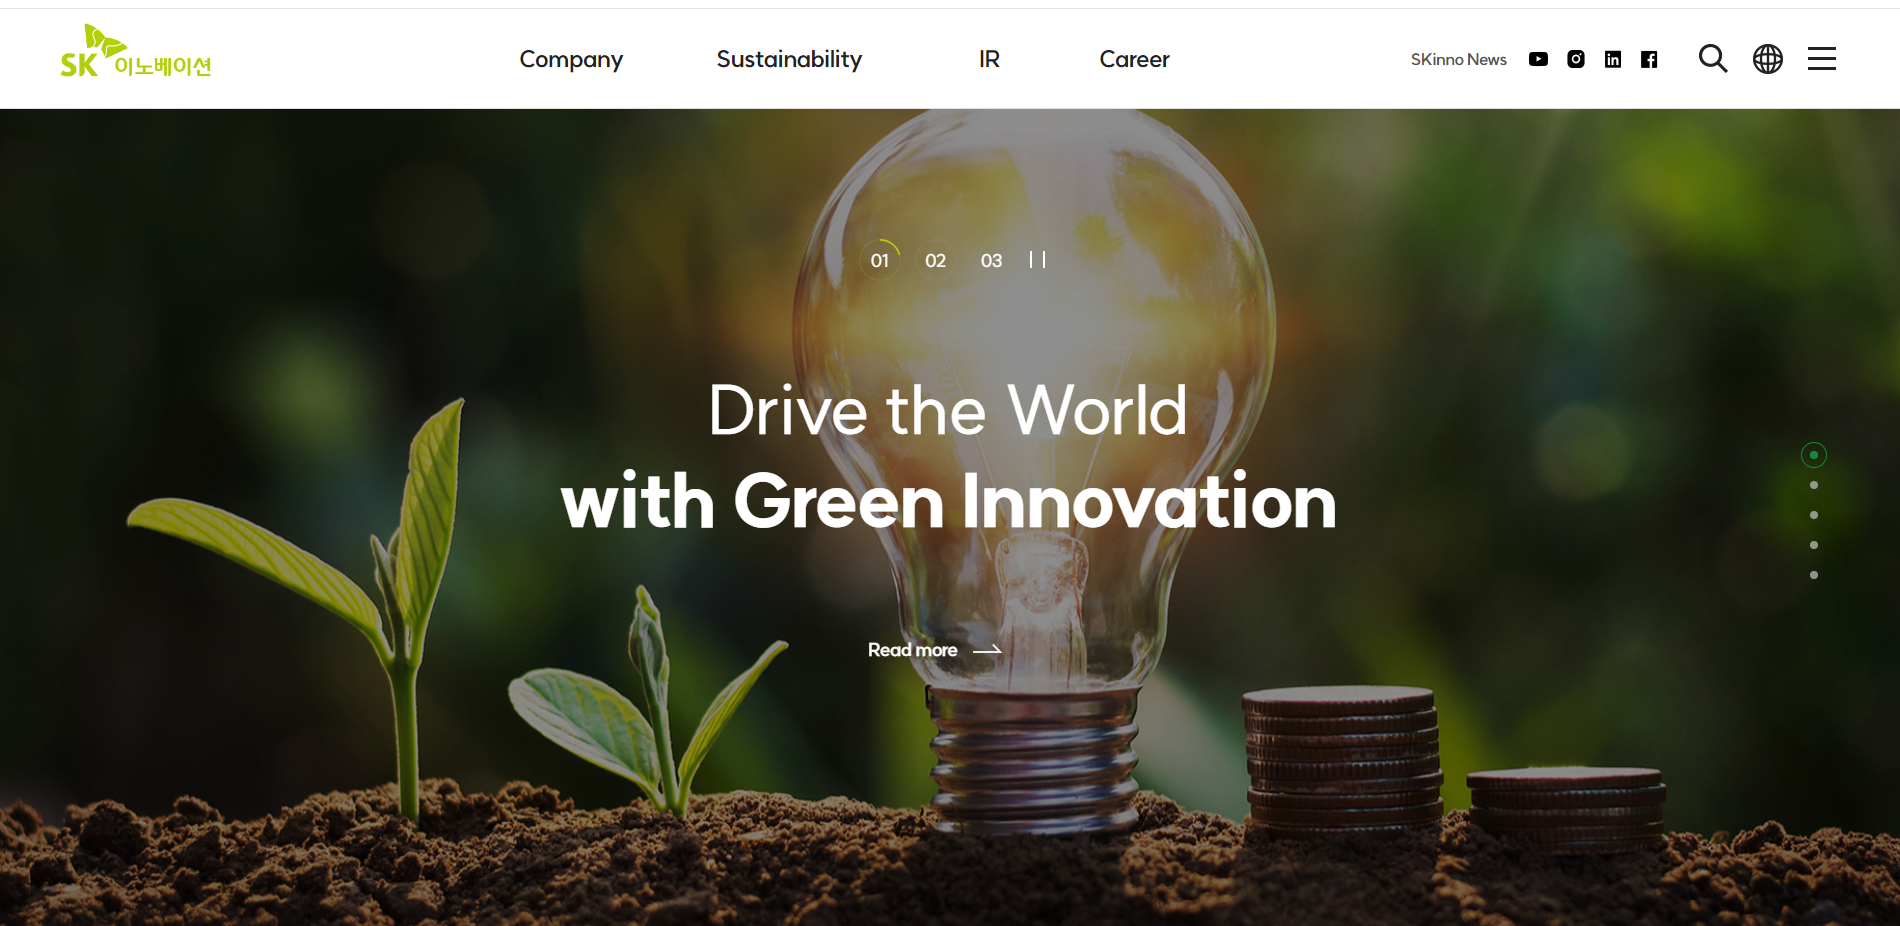 SK 이노베이션
Company
Sustainability
IR
Career
SKinno News
01 02 03
Drive the World
with Green Innovation
Read more